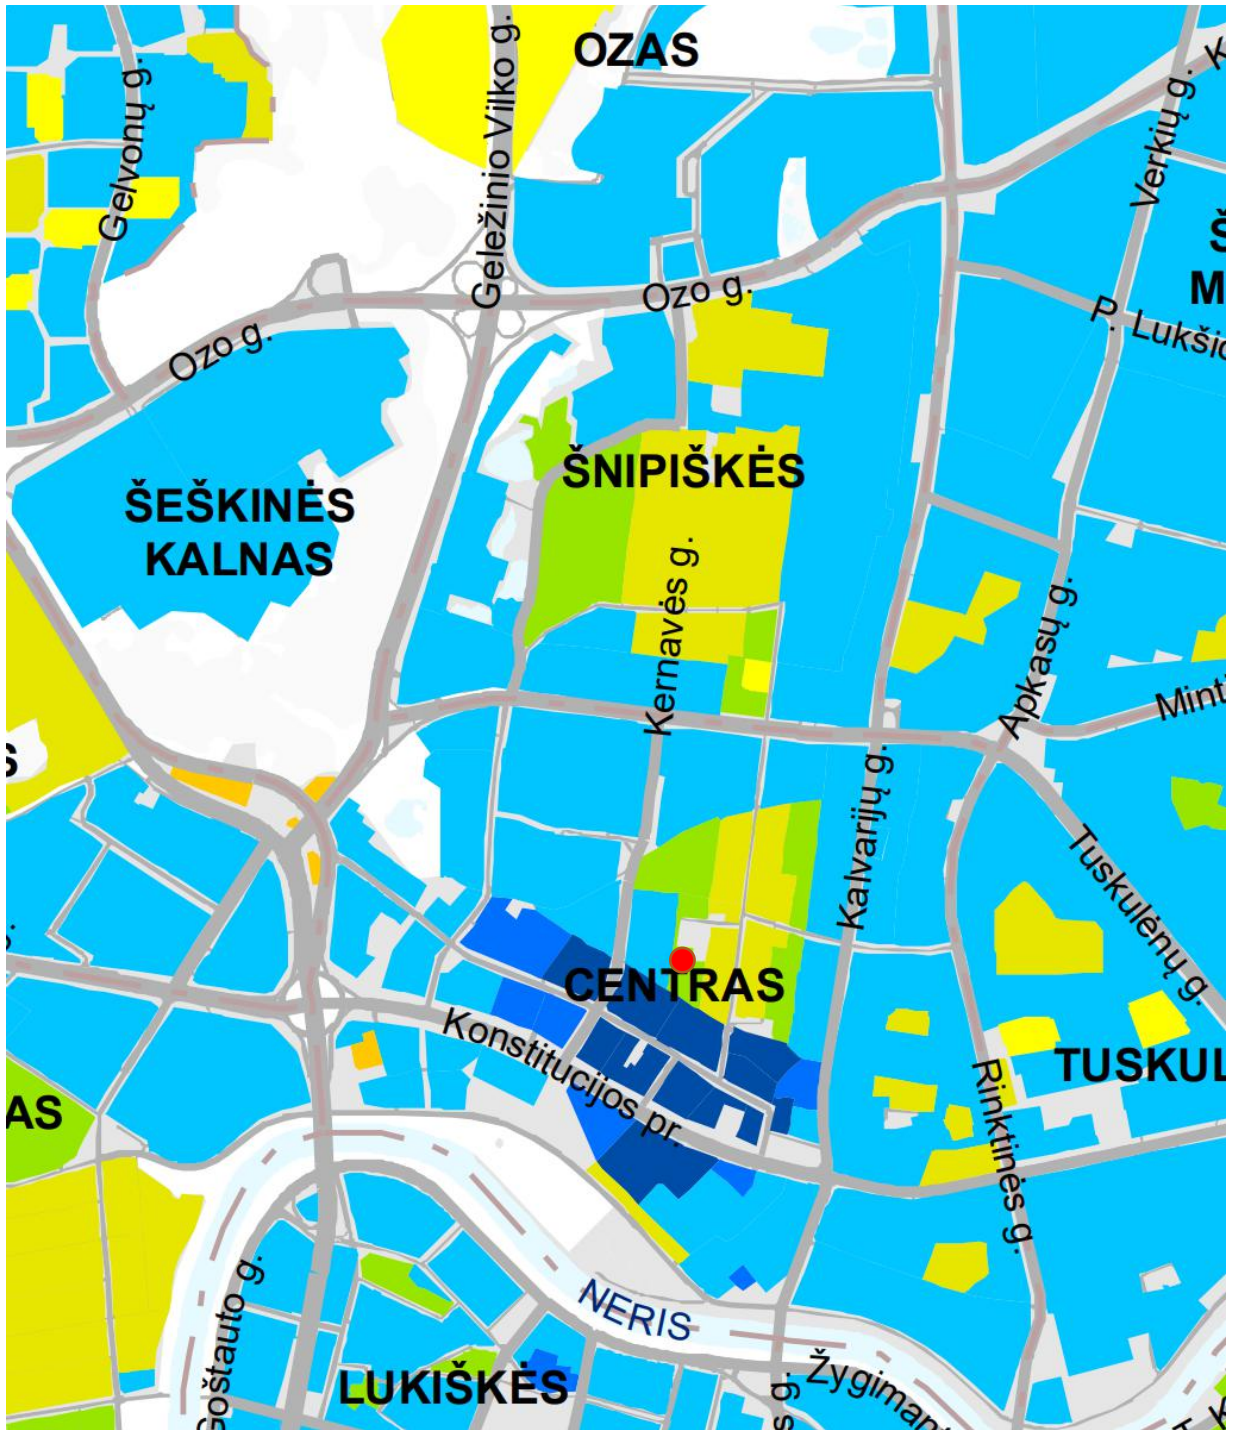 OZAS
Geležinio Vilko g.
Gelvonų g.
Verkių g.
K
Š
M
Ozo g.
Ozo g.
P. Lukšio
ŠNIPIŠKĖS
ŠEŠKINĖS
KALNAS
Kernavės g.
Apkasų g.
Mint
S
Kalvarijų g.
Tuskulėnų g.
g.
CENTRAS
Konstitucijos pr.
TUSKUL
AS
Rinktinės g.
NERIS
Goštauto g.
LUKIŠKĖS
Žygiman
s g.
K